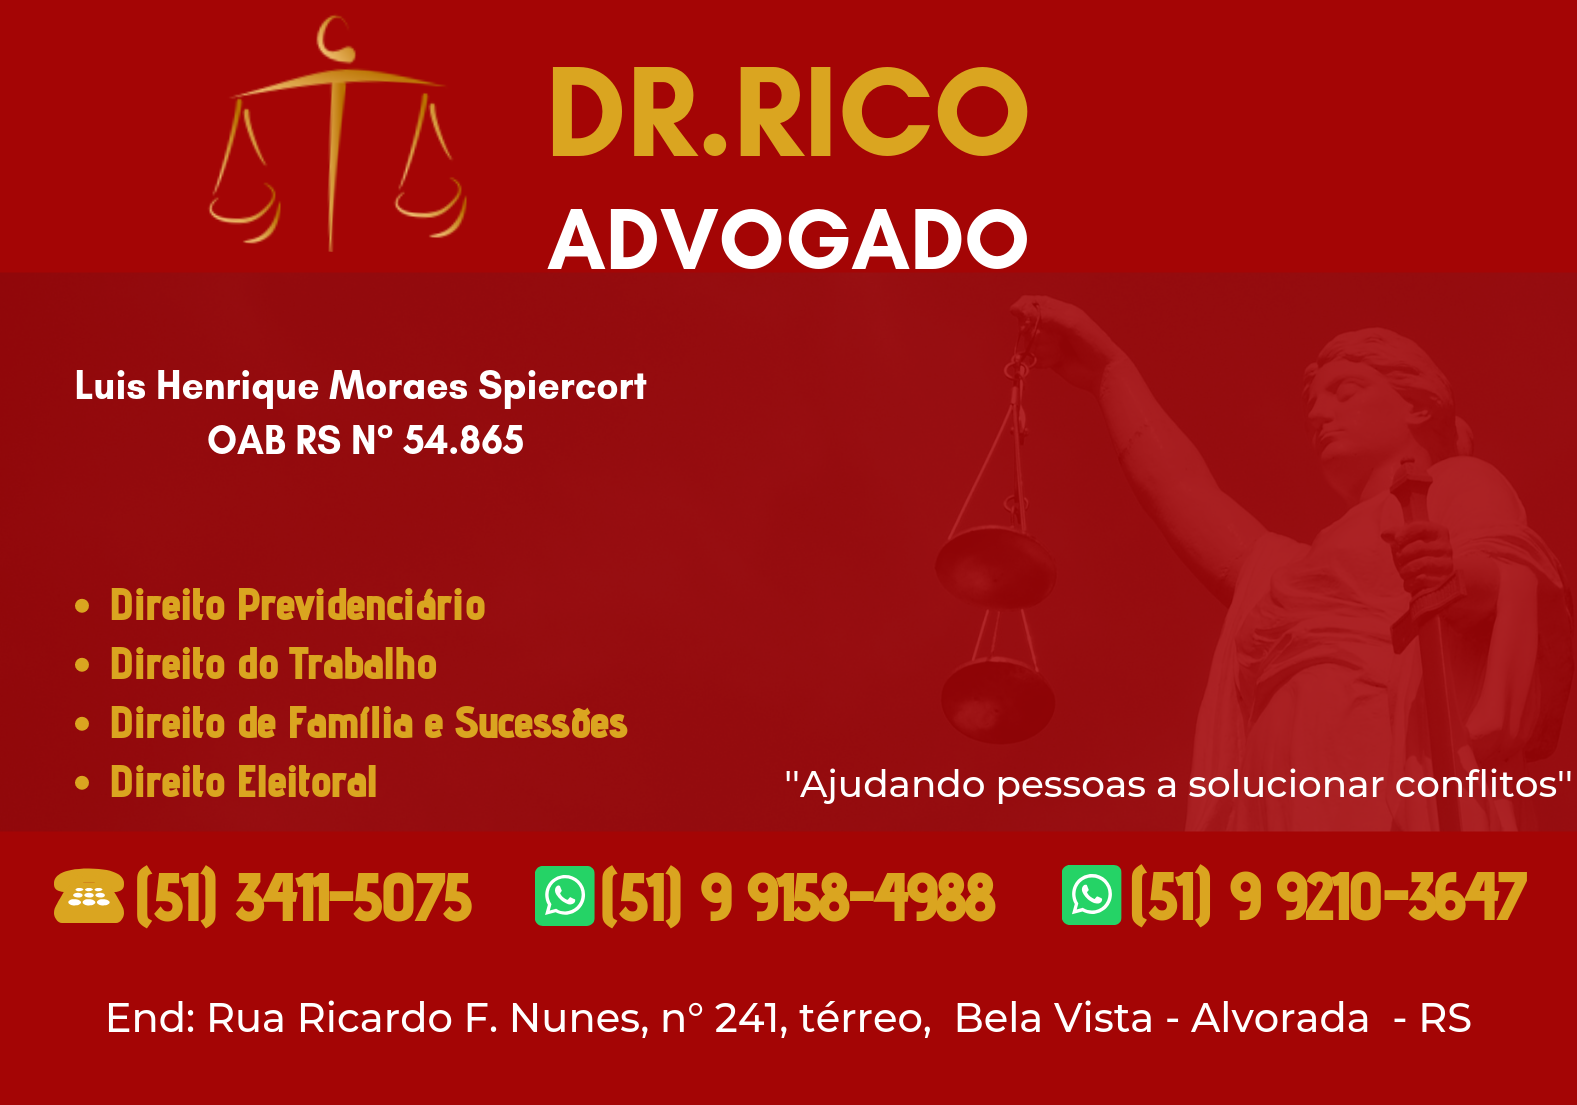 DR.RICO
ADVOGADO
Luis Henrique Moraes Spiercort
OAB RS Nº 54.865
• Direito Previdenciário
• Direito do Trabalho
• Direito de Família e Sucessões
• Direito Eleitoral
"Ajudando pessoas a solucionar conflitos"
(51) 3411-5075 (51) 9 9158-4988 (51) 9 9210-3647
End: Rua Ricardo F. Nunes, n° 241, térreo, Bela Vista - Alvorada - RS